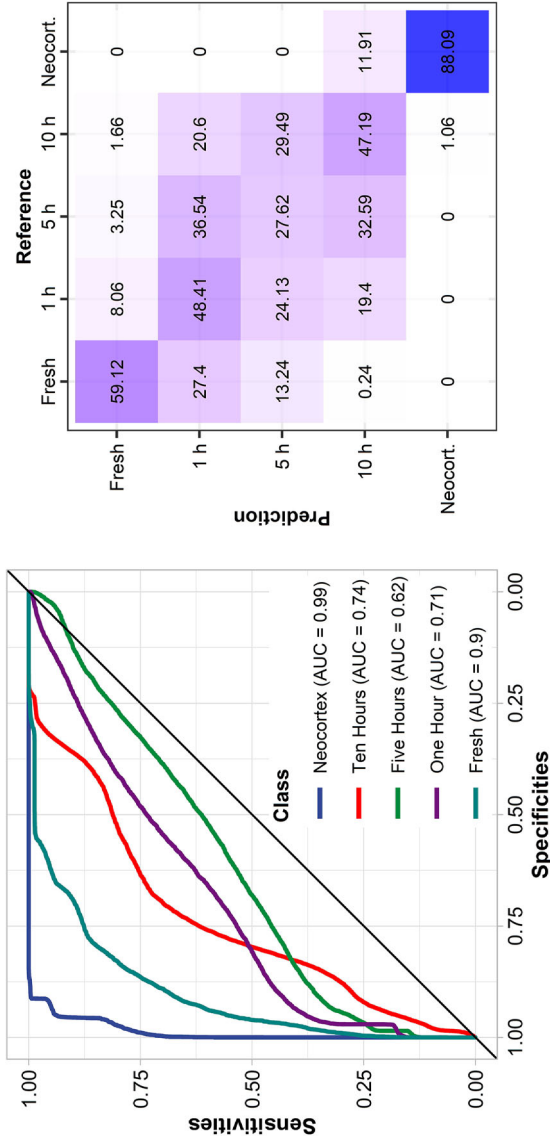 Sensitivities
1.00
0.75
0.50
0.25
0.00
1.00
0.75
0.50
0.25
0.00
Specificities
Class
Neocortex (AUC = 0.99)
Ten Hours (AUC = 0.74)
Five Hours (AUC = 0.62)
One Hour (AUC = 0.71)
Fresh (AUC = 0.9)
Reference
Fresh 1 h 5 h 10 h Neocort.
Prediction
Fresh 59.12 8.06 3.25 1.66 0
1 h 27.4 48.41 36.54 20.6 0
5 h 13.24 24.13 27.62 29.49 0
10 h 0.24 19.4 32.59 47.19 11.91
Neocort. 0 0 0 1.06 88.09